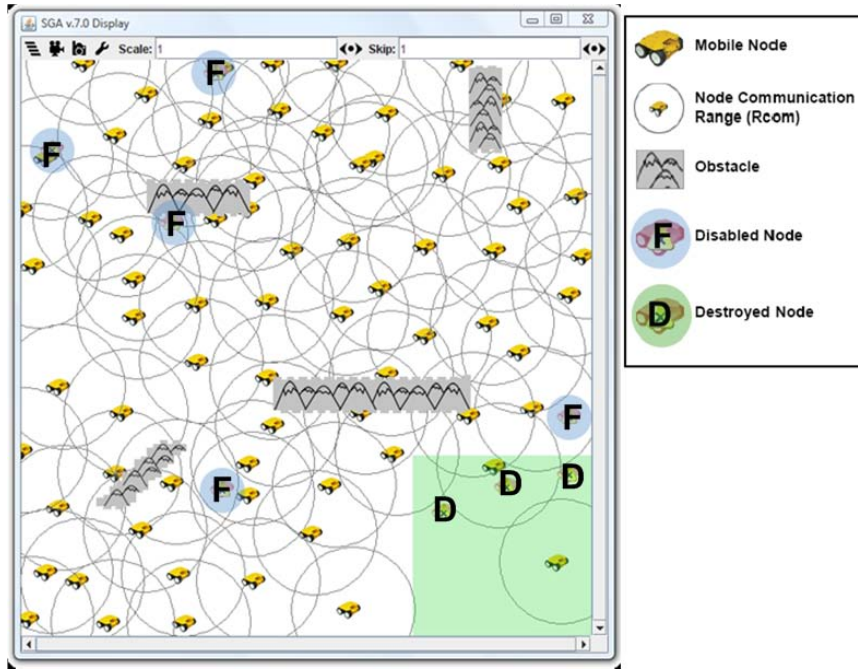 SGA v.7.0 Display
Scale: 1
Skip: 1
F
F
F
F
F
D
D
D
Mobile Node
Node Communication
Range (Rcom)
Obstacle
F
Disabled Node
D
Destroyed Node